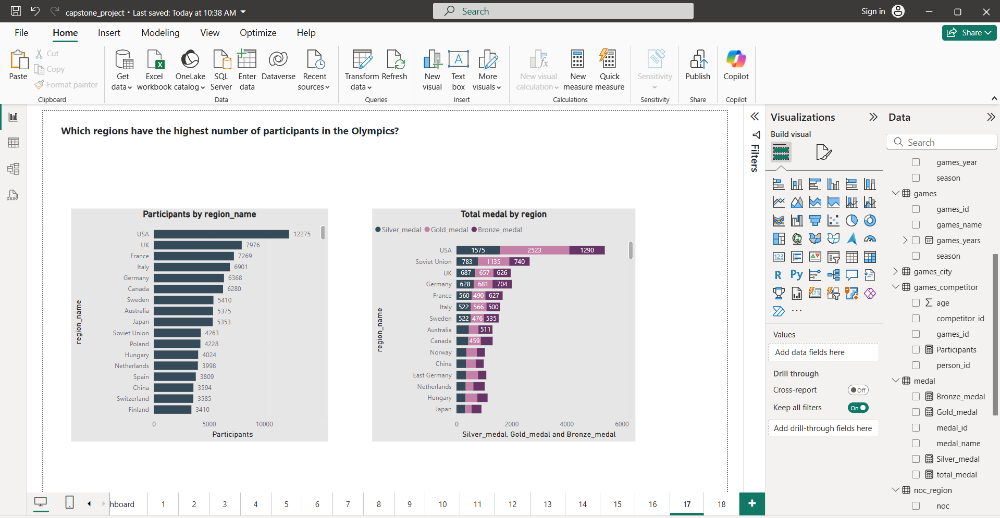 capstone_project • Last saved: Today at 10:38 AM
Search
Sign in
File
Home
Insert
Modeling
View
Optimize
Help
Share
Paste
Cut
Copy
Format painter
Clipboard
Get data
Excel workbook
OneLake catalog
SQL Server
Enter data
Dataverse
Recent sources
Data
Transform data
Refresh
Queries
New visual
A
Text box
More visuals
Insert
New visual calculation
New measure
Quick measure
Calculations
Sensitivity
Sensitivity
Publish
Share
Copilot
Copilot
DAX
Which regions have the highest number of participants in the Olympics?
Participants by region_name
region_name
USA 12275
UK 7976
France 7269
Italy 6901
Germany 6368
Canada 6280
Sweden 5410
Australia 5375
Japan 5353
Soviet Union 4263
Poland 4228
Hungary 4024
Netherlands 3998
Spain 3809
China 3594
Switzerland 3585
Finland 3410
0 5000 10000
Participants
Total medal by region
Silver_medal Gold_medal Bronze_medal
region_name
USA 1575 2523 1290
Soviet Union 783 1135 740
UK 687 657 626
Germany 628 681 704
France 560 490 627
Italy 522 566 500
Sweden 522 476 535
Australia 511
Canada 459
Norway
China
East Germany
Netherlands
Hungary
Japan
0 2000 4000 6000
Silver_medal, Gold_medal and Bronze_medal
Filters
Visualizations
Build visual
123
R
Py
123
...
Values
Add data fields here
Drill through
Cross-report
Off
Keep all filters
On
Add drill-through fields here
Data
Search
games_year
season
games
games_id
games_name
games_years
season
games_city
games_competitor
age
competitor_id
games_id
Participants
person_id
medal
Bronze_medal
Gold_medal
medal_id
medal_name
Silver_medal
total_medal
noc_region
noc
hboard
1
2
3
4
5
6
7
8
9
10
11
12
13
14
15
16
17
18